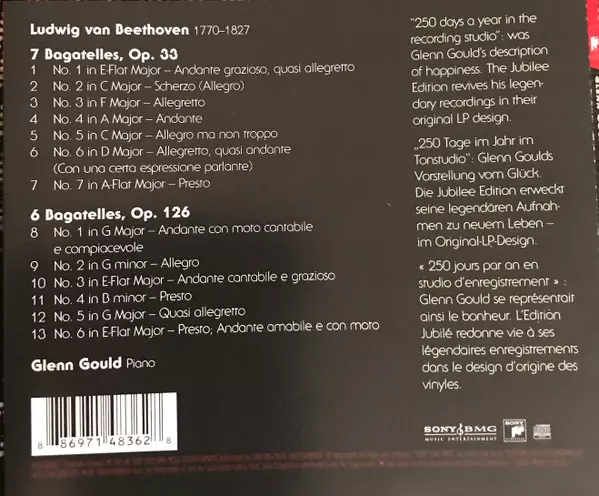 Ludwig van Beethoven 1770–1827
7 Bagatelles, Op. 33
1 No. 1 in E-Flat Major – Andante grazioso, quasi allegretto
2 No. 2 in C Major – Scherzo (Allegro)
3 No. 3 in F Major – Allegretto
4 No. 4 in A Major – Andante
5 No. 5 in C Major – Allegro ma non troppo
6 No. 6 in D Major – Allegretto, quasi andante
(Con una certa espressione parlante)
7 No. 7 in A-Flat Major – Presto
6 Bagatelles, Op. 126
8 No. 1 in G Major – Andante con moto cantabile
e compiacevole
9 No. 2 in G minor – Allegro
10 No. 3 in E-Flat Major – Andante cantabile e grazioso
11 No. 4 in B minor – Presto
12 No. 5 in G Major – Quasi allegretto
13 No. 6 in E-Flat Major – Presto; Andante amabile e con moto
Glenn Gould Piano
8 86971 48362 8
"250 days a year in the
recording studio": was
Glenn Gould's description
of happiness. The Jubilee
Edition revives his legen-
dary recordings in their
original LP design.
„250 Tage im Jahr im
Tonstudio": Glenn Goulds
Vorstellung vom Glück.
Die Jubilee Edition erweckt
seine legendären Aufnah-
men zu neuem Leben –
im Original-LP-Design.
« 250 jours par an en
studio d'enregistrement » :
Glenn Gould se représentait
ainsi le bonheur. L'Edition
Jubilé redonne vie à ses
légendaires enregistrements
dans le design d'origine des
vinyles.
SONY BMG
MUSIC ENTERTAINMENT